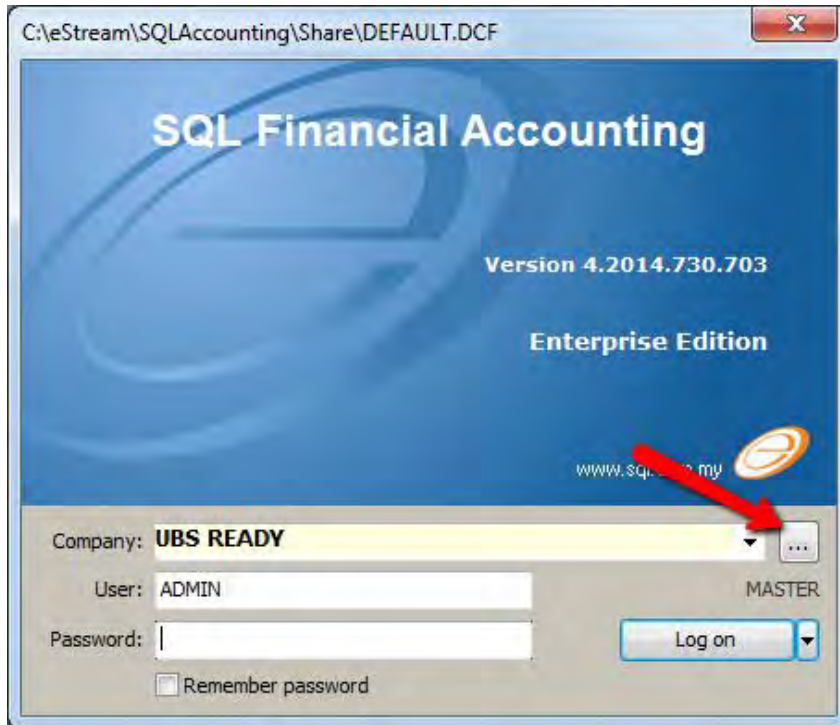 C:\eStream\SQLAccounting\Share\DEFAULT.DCF
SQL Financial Accounting
Version 4.2014.730.703
Enterprise Edition
Company: UBS READY ...
User: ADMIN MASTER
Password: Log on
Remember password